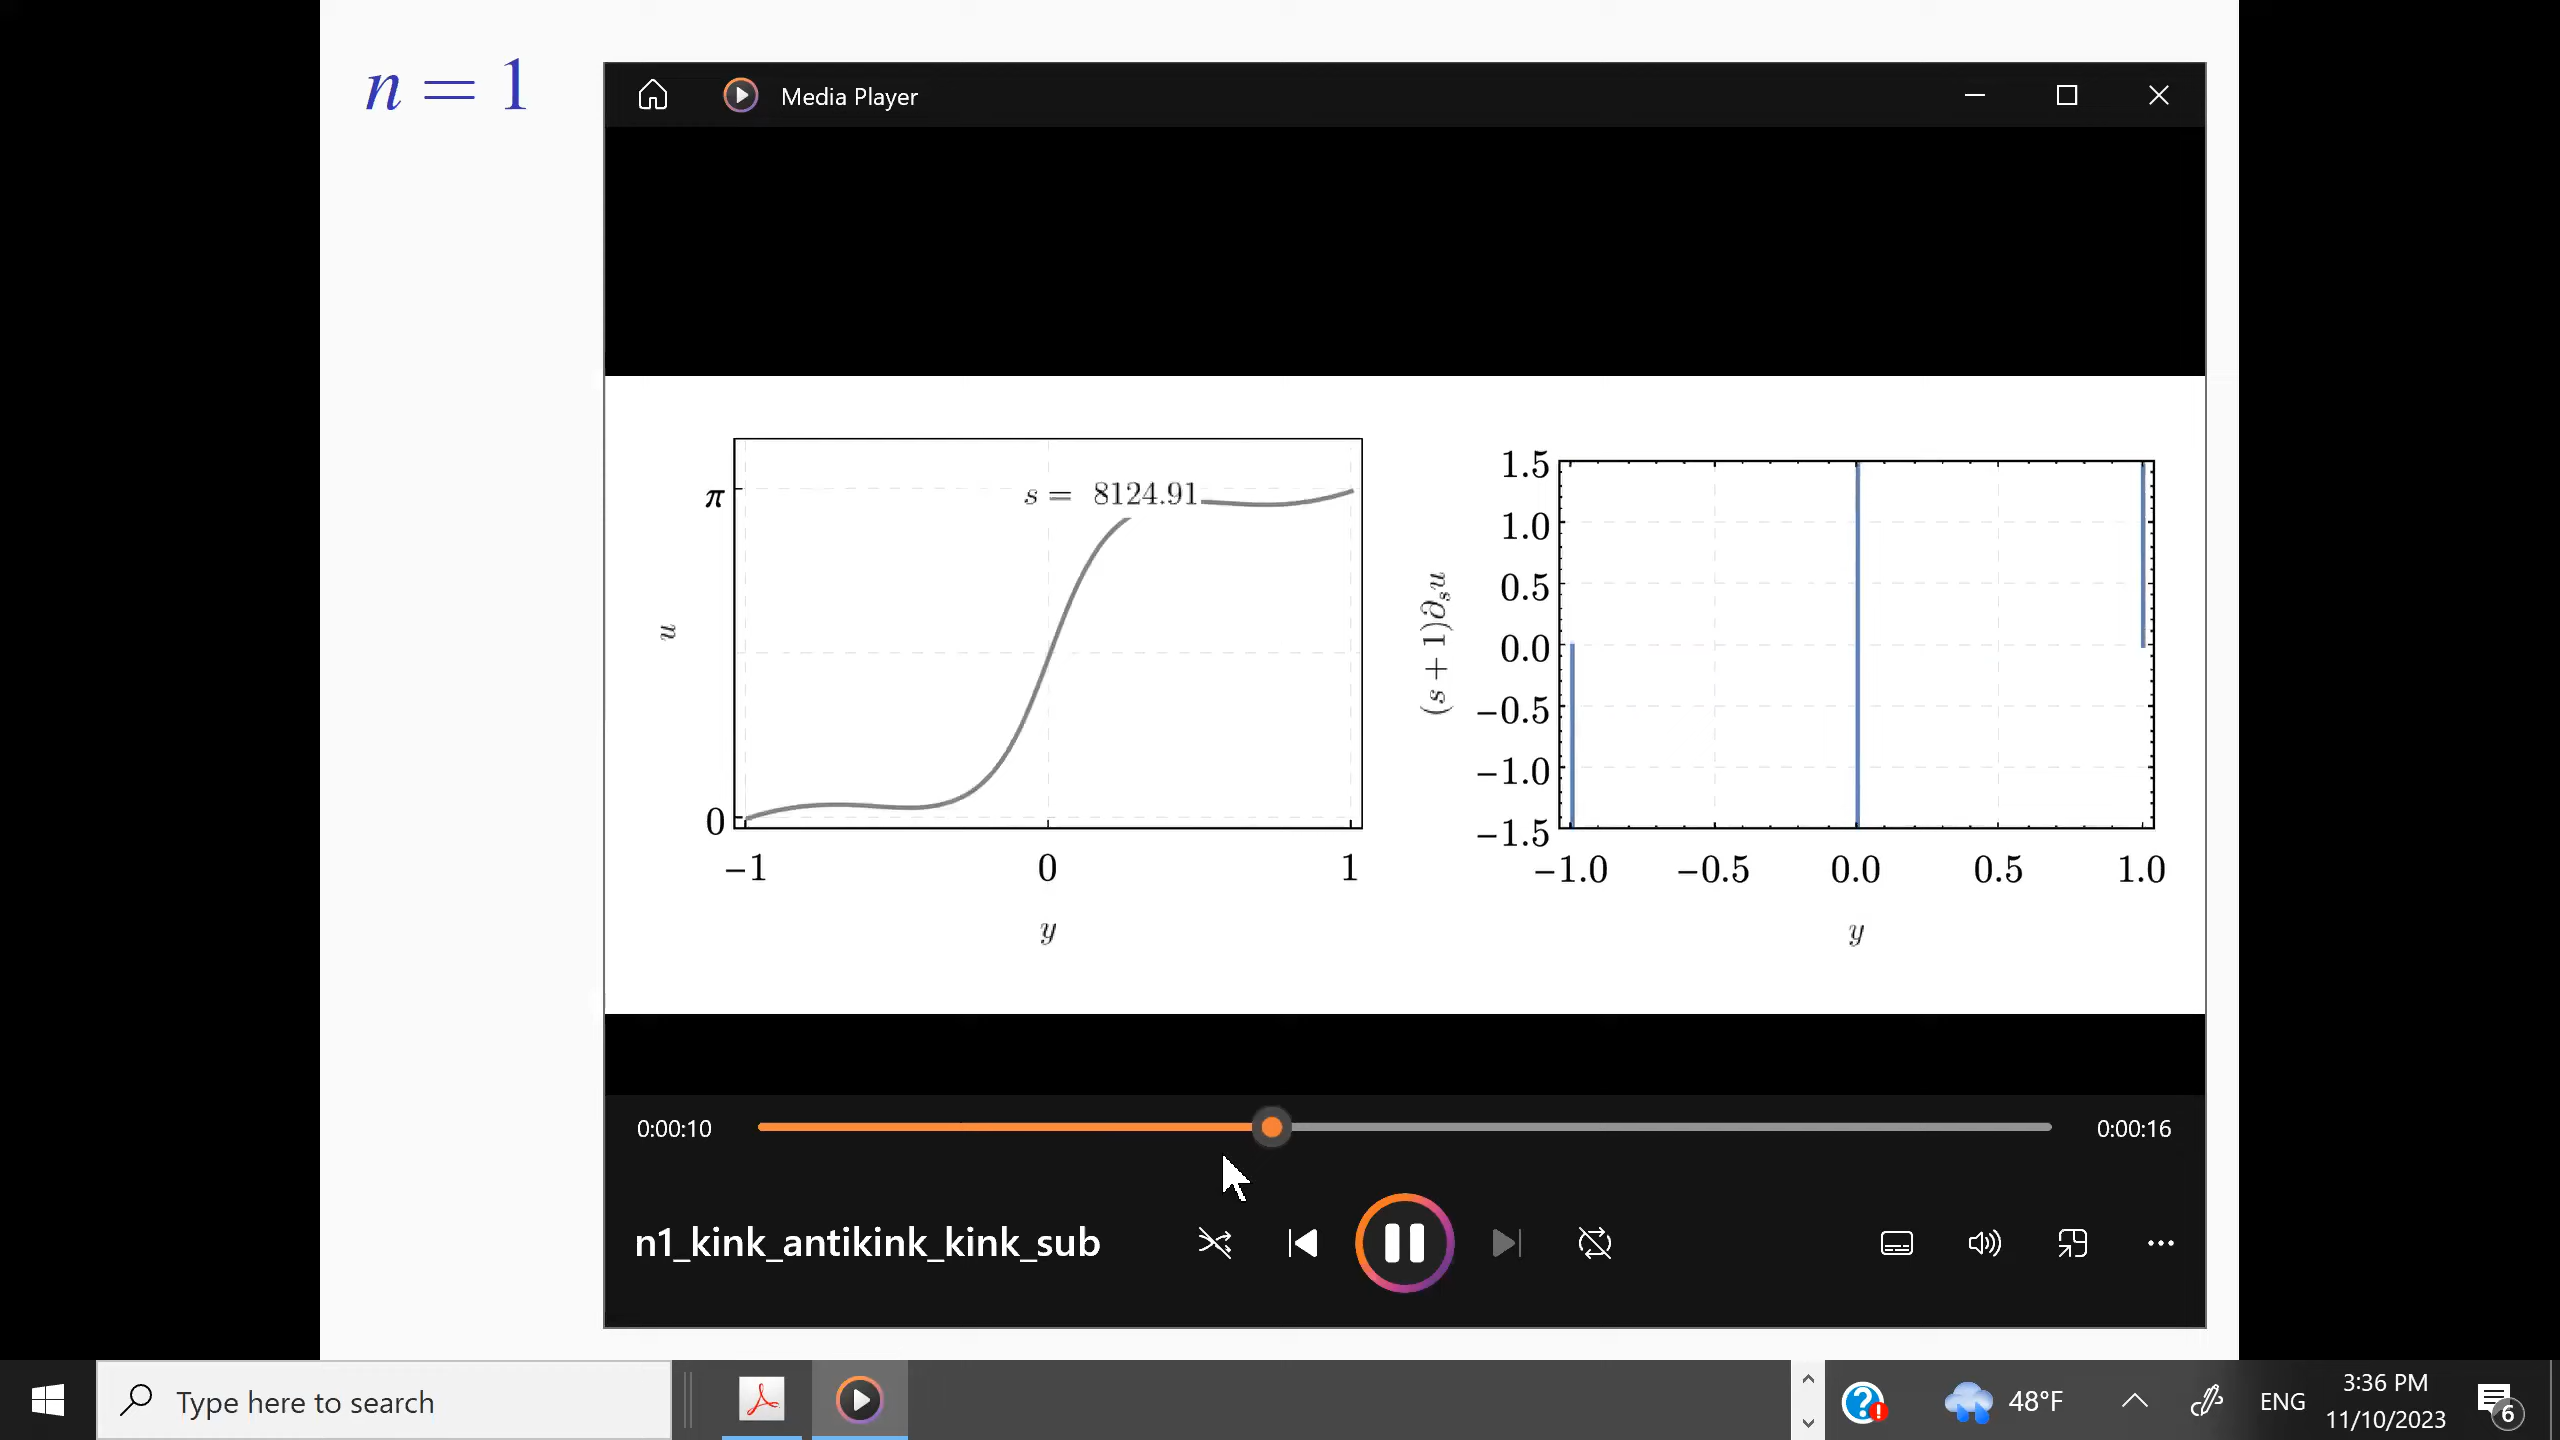 n = 1
Media Player
s = 8124.91
π
0
u
−1
0
1
y
1.5
1.0
0.5
0.0
−0.5
−1.0
−1.5
(s + 1)∂ₛu
−1.0
−0.5
0.0
0.5
1.0
y
0:00:10
0:00:16
n1_kink_antikink_kink_sub
Type here to search
48°F
ENG
3:36 PM
11/10/2023
6